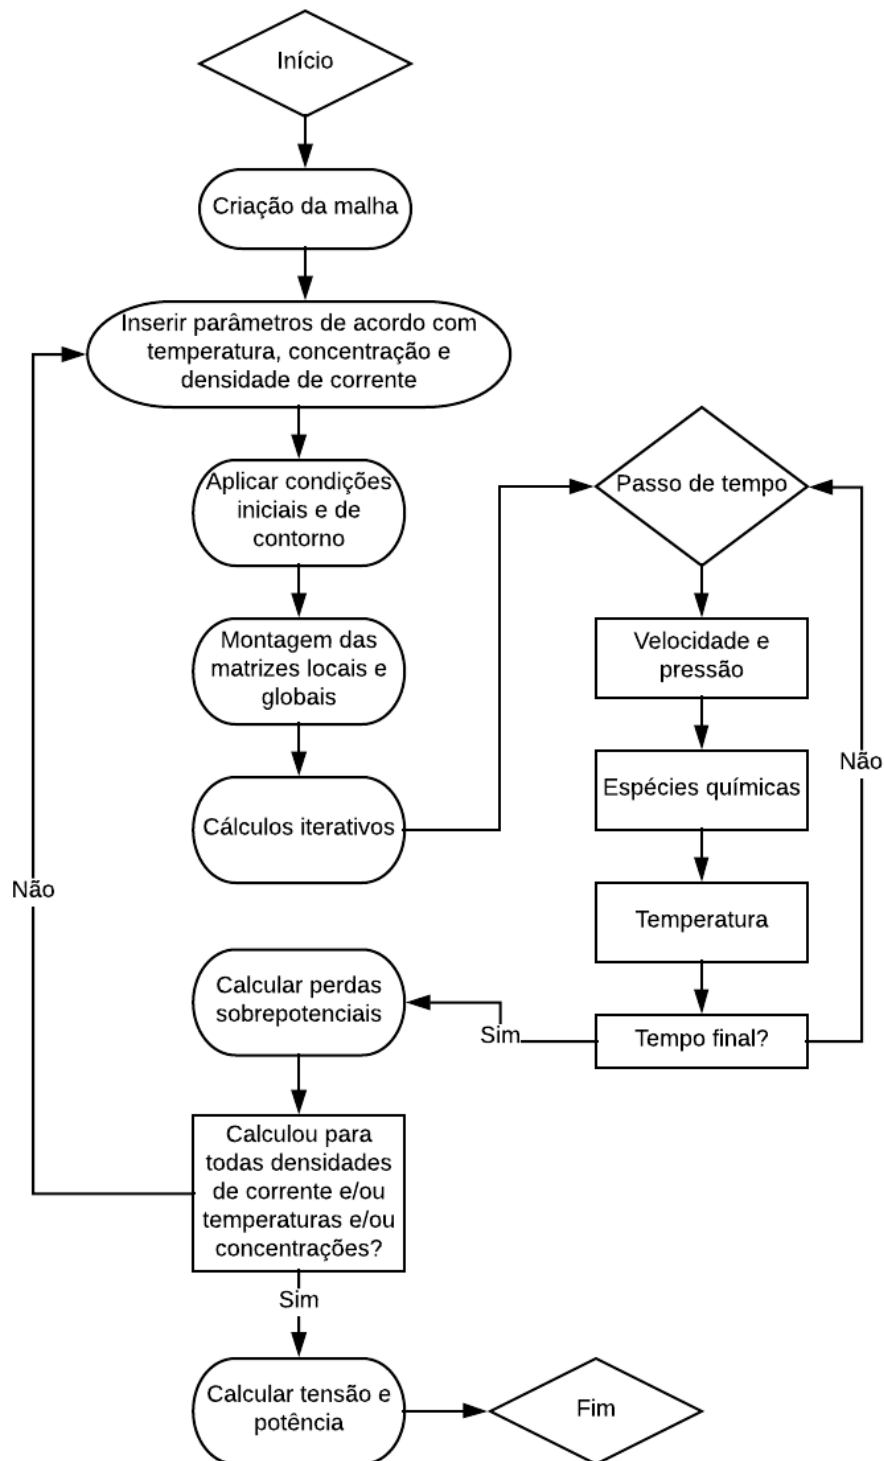 Início
Criação da malha
Inserir parâmetros de acordo com
temperatura, concentração e
densidade de corrente
Aplicar condições
iniciais e de
contorno
Montagem das
matrizes locais e
globais
Cálculos iterativos
Passo de tempo
Velocidade e
pressão
Espécies químicas
Temperatura
Tempo final?
Não
Sim
Calcular perdas
sobrepotenciais
Calculou para
todas densidades
de corrente e/ou
temperaturas e/ou
concentrações?
Não
Sim
Calcular tensão e
potência
Fim